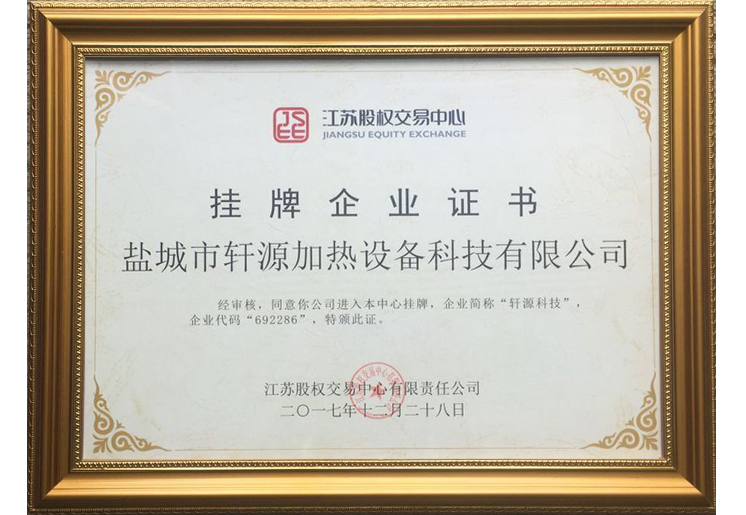 JS
EE
江苏股权交易中心
JIANGSU EQUITY EXCHANGE
挂牌企业证书
盐城市轩源加热设备科技有限公司
经审核，同意你公司进入本中心挂牌，企业简称“轩源科技”，
企业代码“692286”，特颁此证。
江苏股权交易中心有限责任公司
二〇一七年十二月二十八日